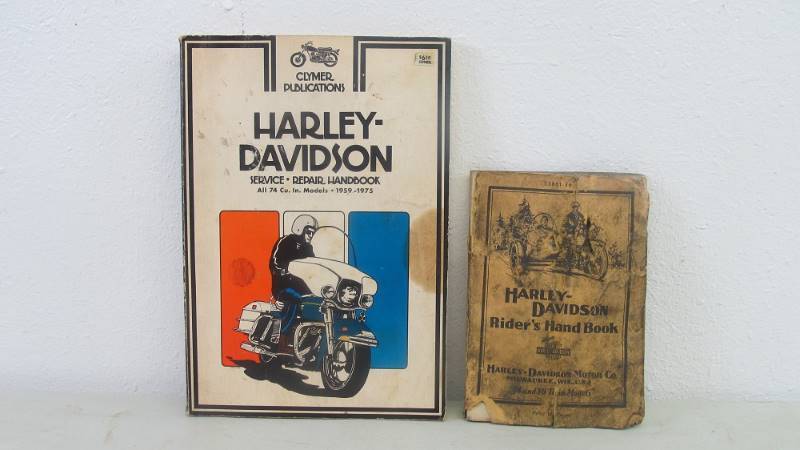 CLYMER
PUBLICATIONS
HARLEY-
DAVIDSON
SERVICE • REPAIR HANDBOOK
All 74 Cu. In. Models • 1959-1975
HARLEY-
DAVIDSON
Rider's Hand Book
HARLEY-DAVIDSON MOTOR CO.
MILWAUKEE, WIS., U.S.A.